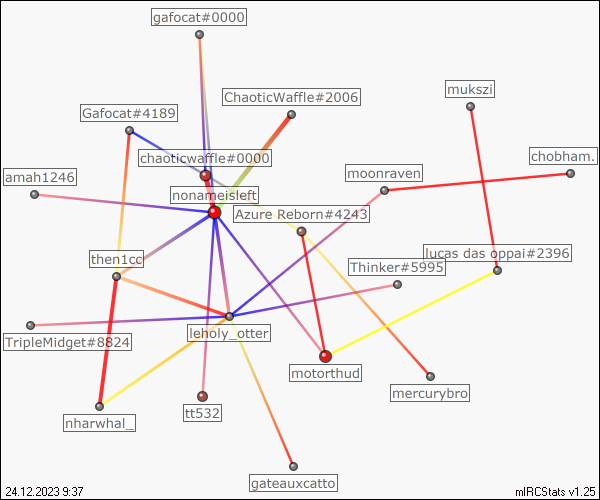 gafocat#0000
ChaoticWaffle#2006
mukszi
Gafocat#4189
chaoticwaffle#0000
chobham.
amah1246
moonraven
nonameisleft
Azure Reborn#4243
then1cc
lucas das oppai#2396
Thinker#5995
leholy_otter
TripleMidget#8824
motorthud
mercurybro
nharwhal_
tt532
gateauxcatto
24.12.2023 9:37
mIRCStats v1.25